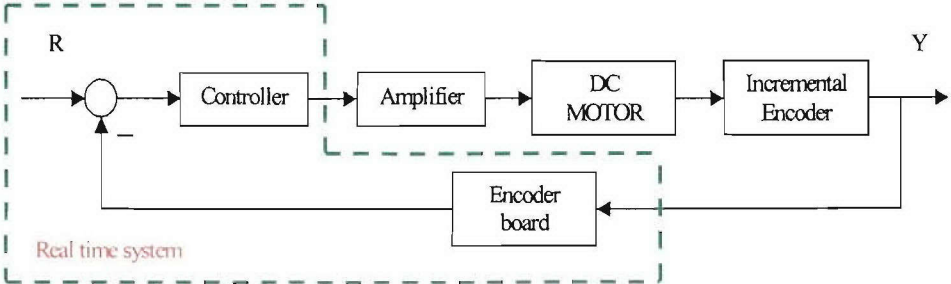 R
Y
Controller
Amplifier
DC
MOTOR
Incremental
Encoder
Encoder
board
Real time system